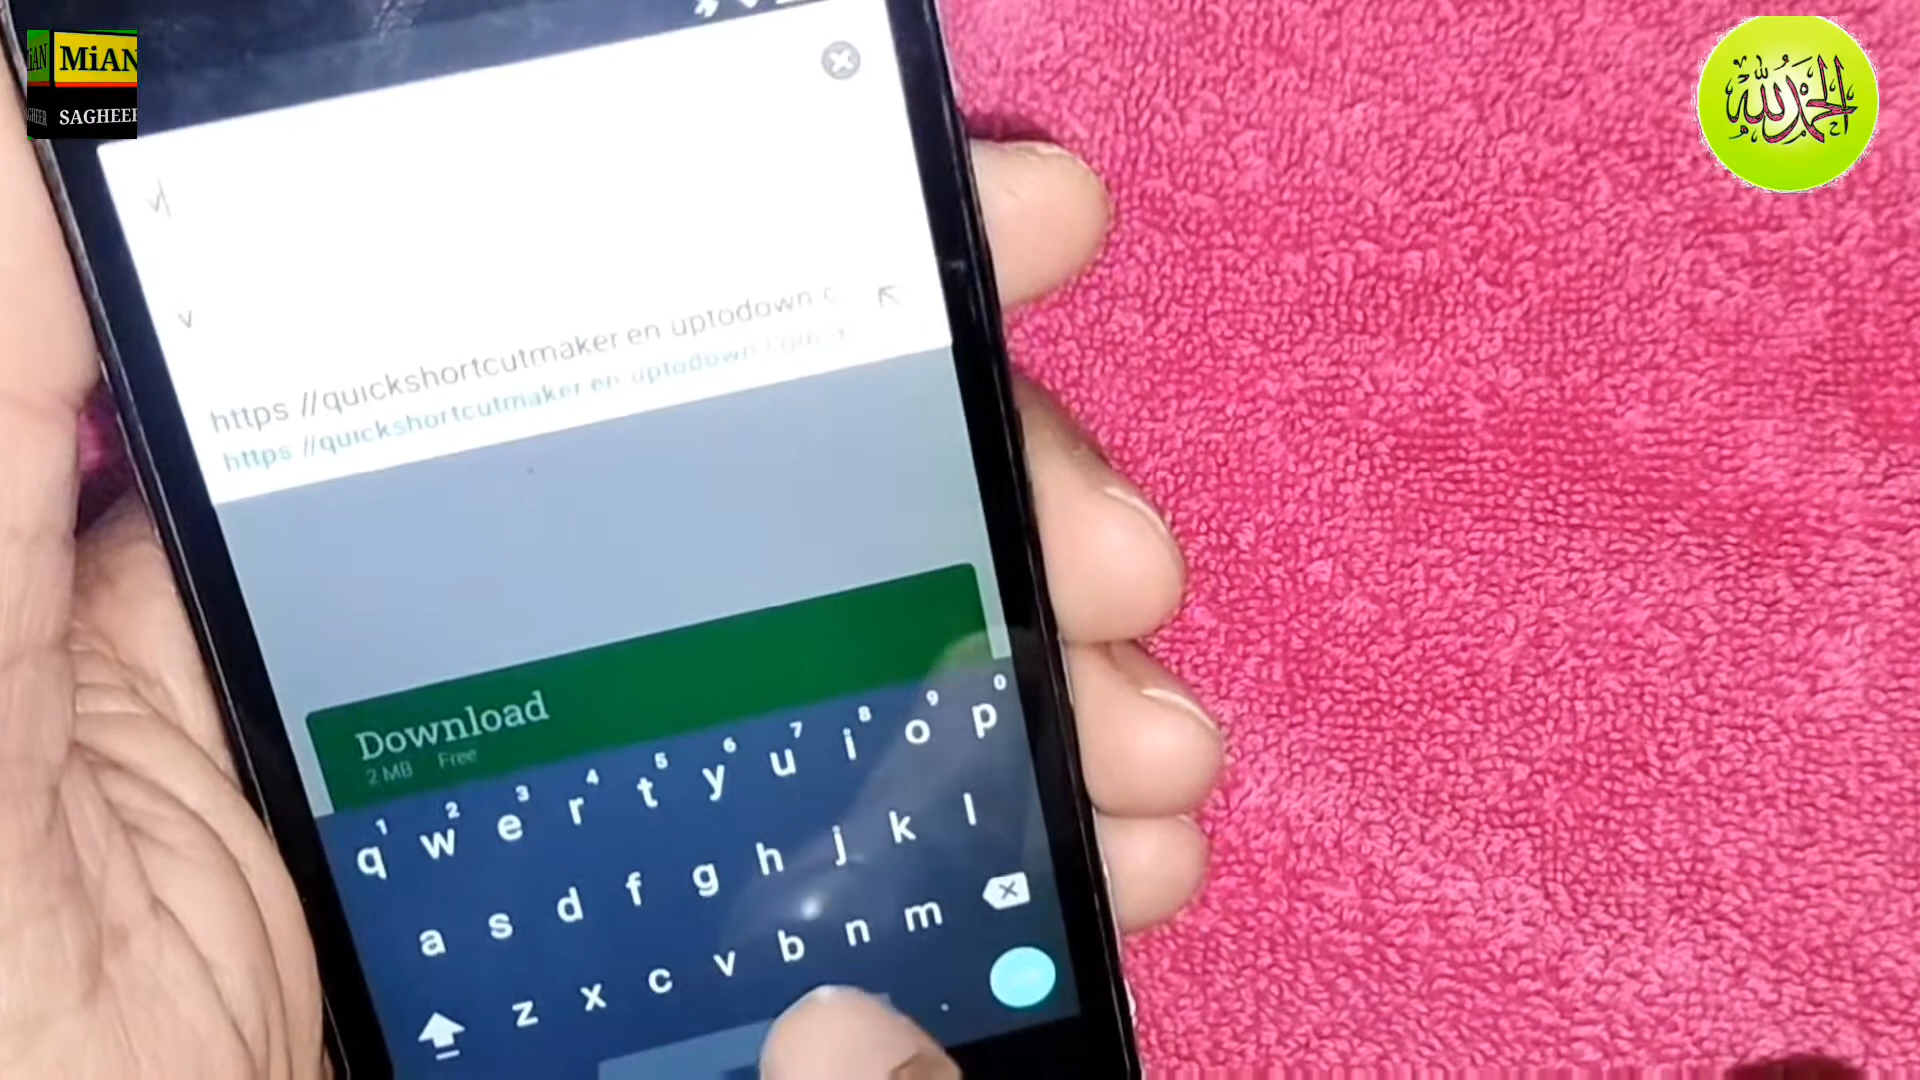 MiAN
SAGHEER
الحمدلله
v
v
https //quickshortcutmaker en uptodown c
https //quickshortcutmaker en uptodown
Download
2 MB Free
1 2 3 4 5 6 7 8 9 0
q w e r t y u i o p
a s d f g h j k l
z x c v b n m
.